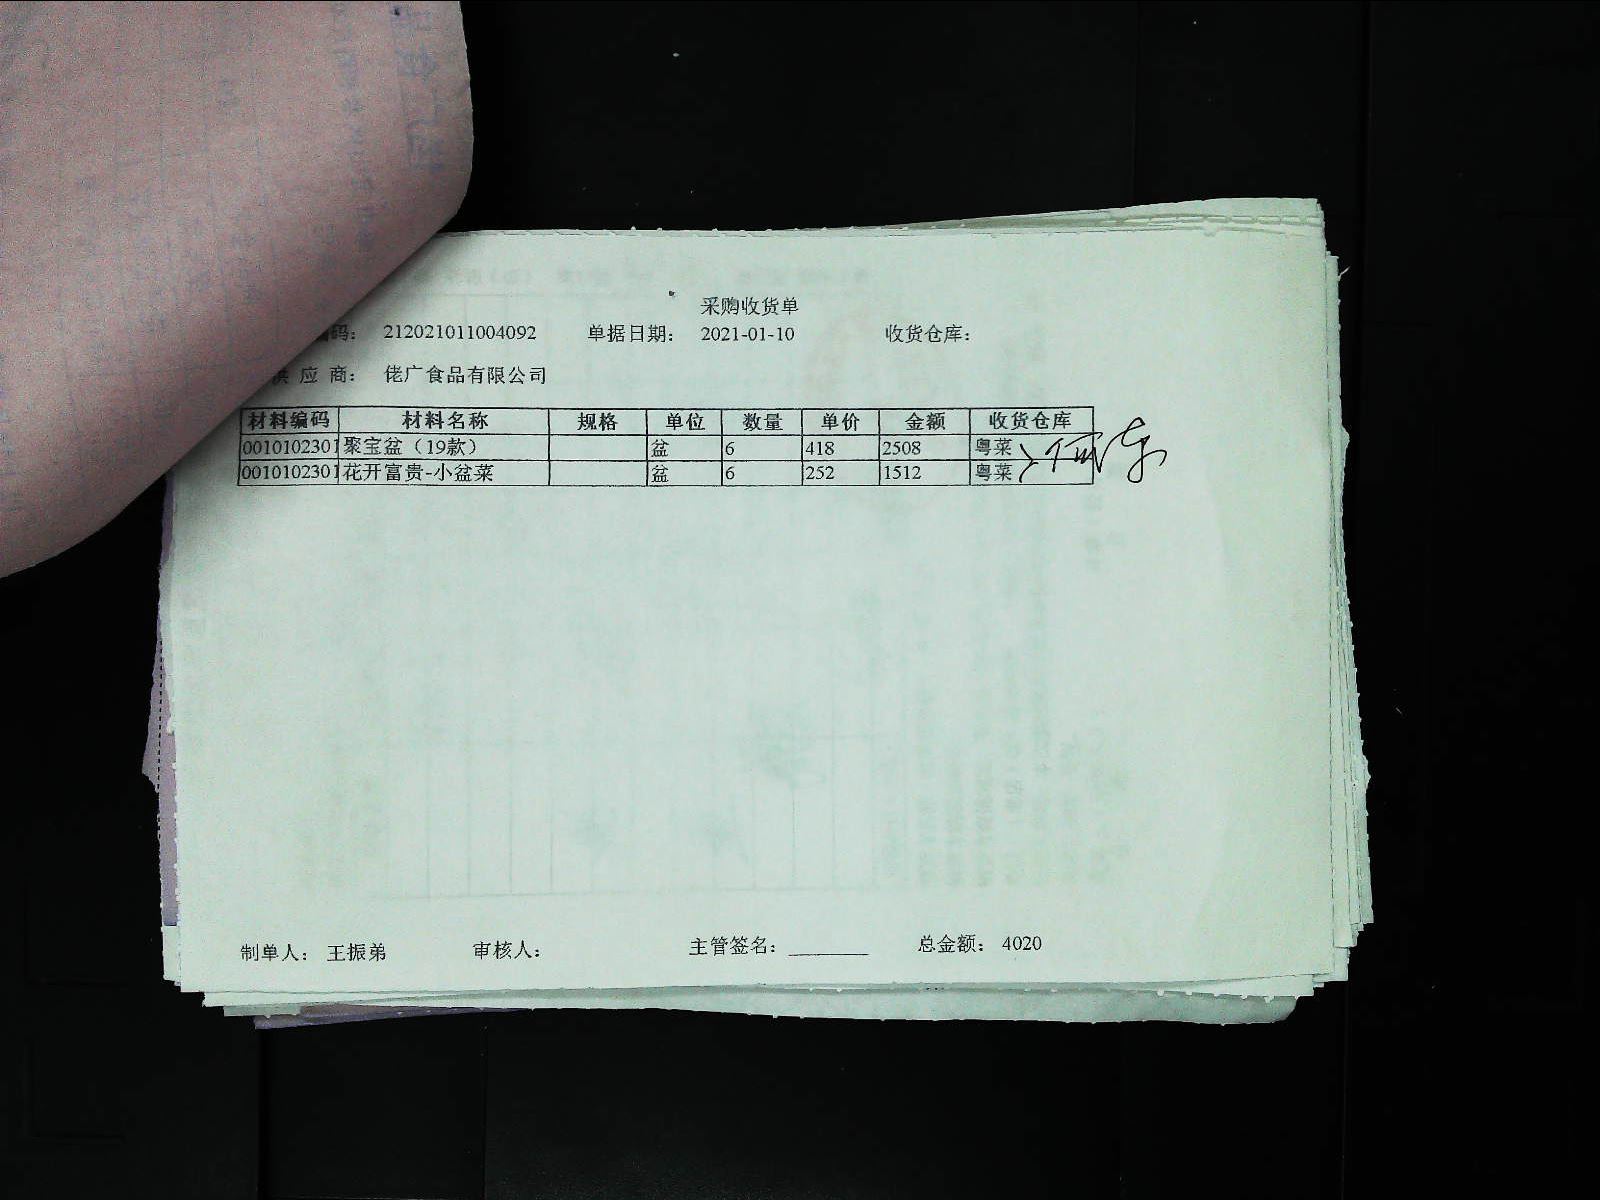 采购收货单
编码： 212021011004092 单据日期： 2021-01-10 收货仓库：
供 应 商： 佬广食品有限公司
材料编码 材料名称 规格 单位 数量 单价 金额 收货仓库
0010102301 聚宝盆（19款） 盆 6 418 2508 粤菜
0010102301 花开富贵-小盆菜 盆 6 252 1512 粤菜
制单人： 王振弟 审核人： 主管签名： 总金额： 4020